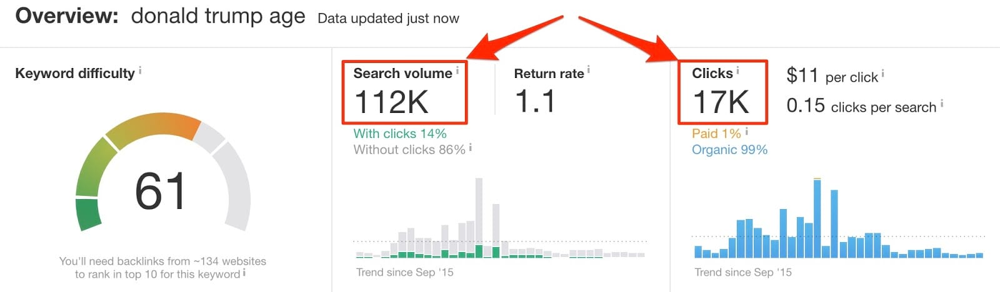 Overview: donald trump age Data updated just now
Keyword difficulty i
61
You'll need backlinks from ~134 websites
to rank in top 10 for this keyword i
Search volume i
112K
With clicks 14%
Without clicks 86% i
Trend since Sep '15
Return rate i
1.1
Clicks i
17K
Paid 1% i
Organic 99%
$11 per click i
0.15 clicks per search i
Trend since Sep '15